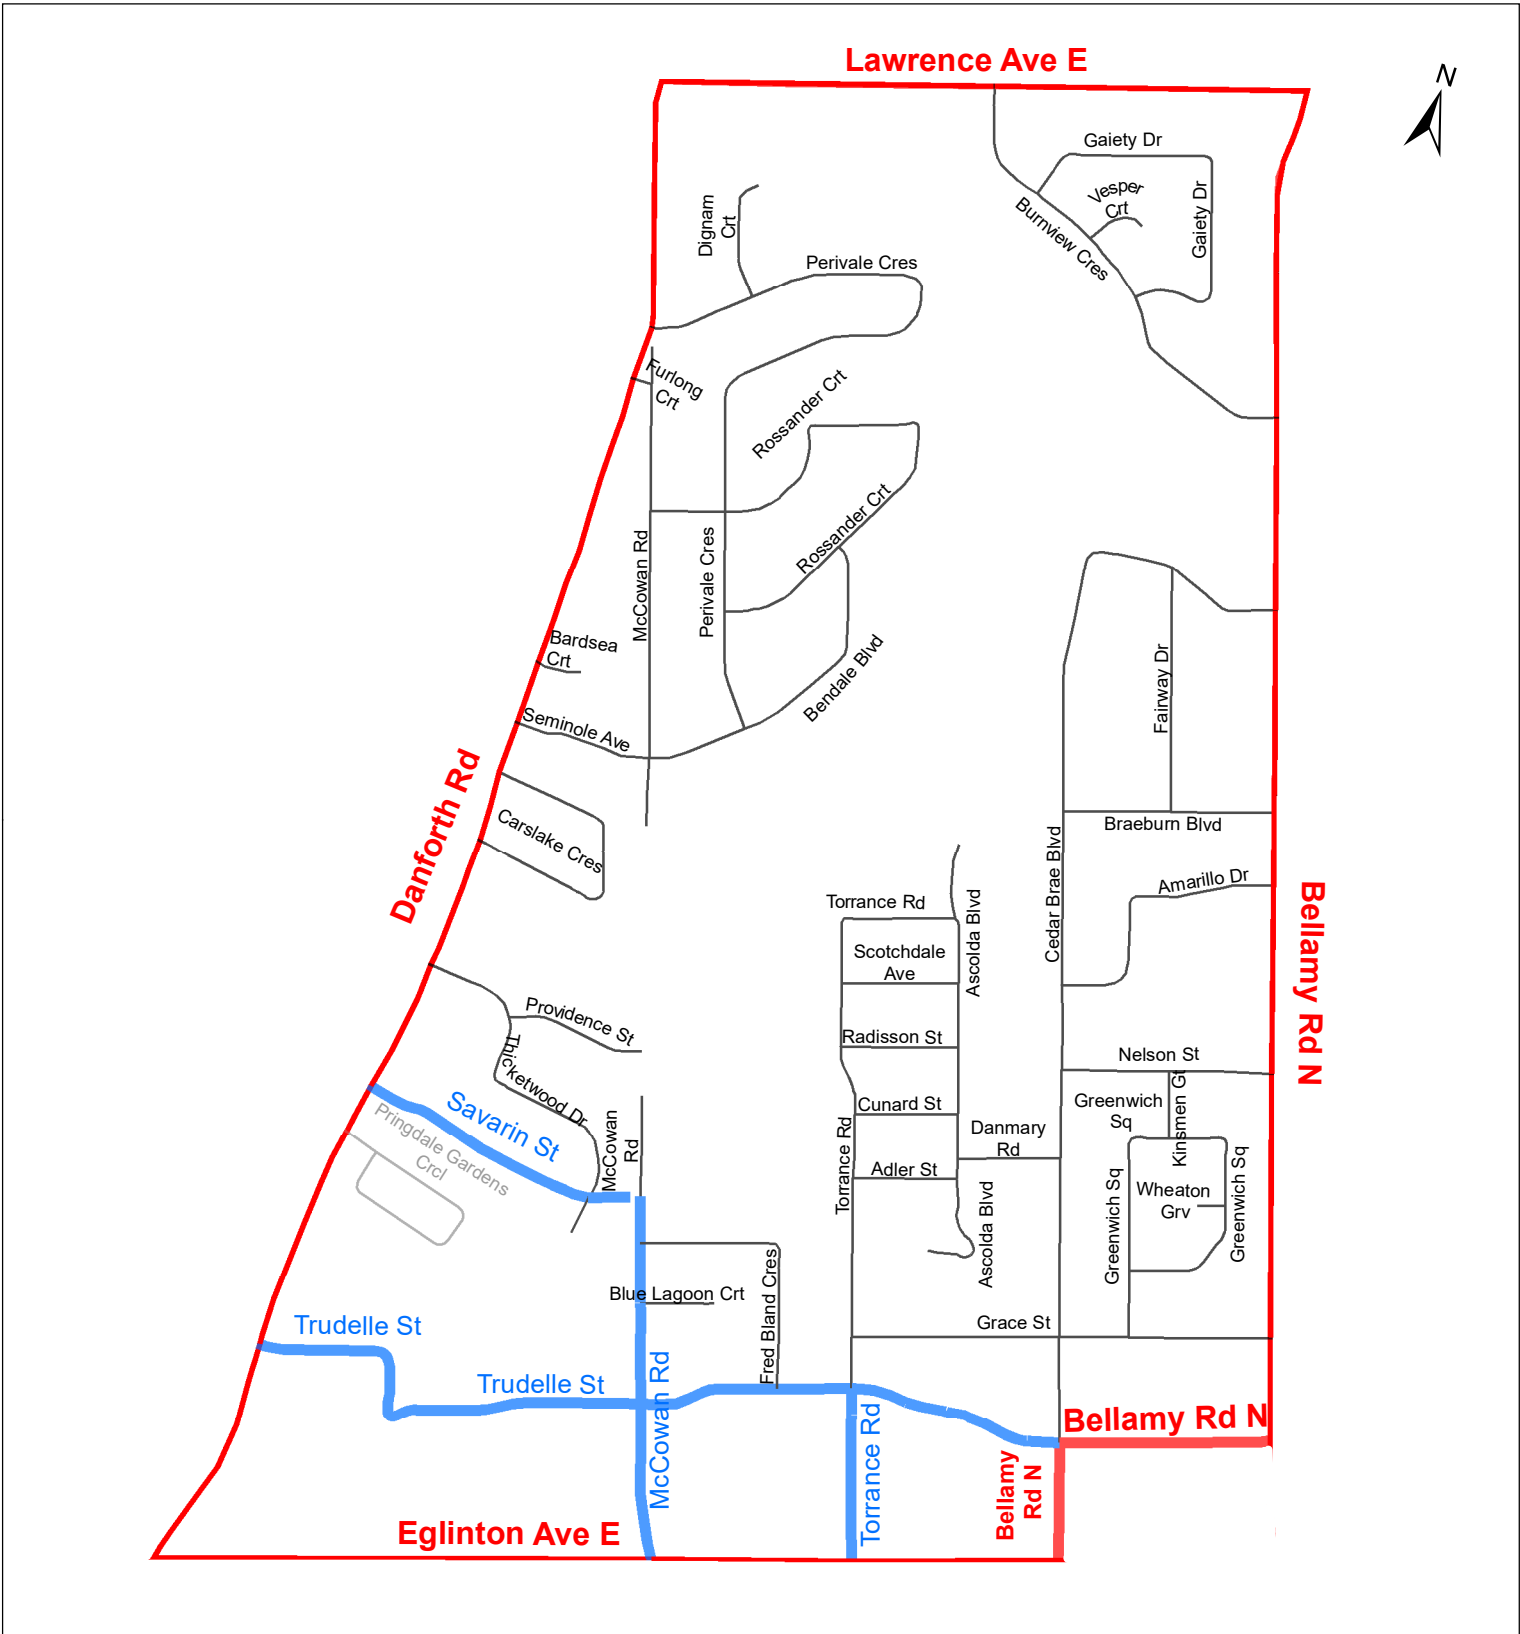 Lawrence Ave E
N
Gaiety Dr
Vesper
Crt
Gaiety Dr
Burnview Cres
Dignam
Crt
Perivale Cres
Furlong
Crt
Rossander Crt
Rossander Crt
McCowan Rd
Perivale Cres
Bardsea
Crt
Bendale Blvd
Seminole Ave
Fairway Dr
Danforth Rd
Carslake Cres
Braeburn Blvd
Cedar Brae Blvd
Amarillo Dr
Bellamy Rd N
Torrance Rd
Ascolda Blvd
Scotchdale
Ave
Providence St
Radisson St
Nelson St
Thicketwood Dr
Savarin St
Pringdale Gardens
Crcl
McCowan
Rd
Cunard St
Torrance Rd
Danmary
Rd
Adler St
Ascolda Blvd
Greenwich
Sq
Kinsmen Gt
Greenwich Sq
Wheaton
Grv
Greenwich Sq
Blue Lagoon Crt
Fred Bland Cres
Grace St
Trudelle St
Trudelle St
McCowan Rd
Torrance Rd
Bellamy Rd N
Bellamy
Rd N
Eglinton Ave E